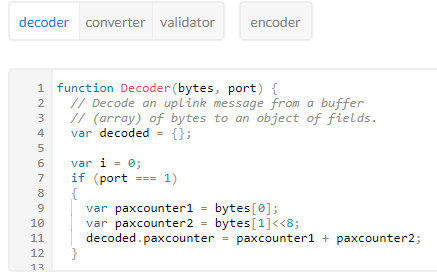 decoder converter validator encoder
1 function Decoder(bytes, port) {
2 // Decode an uplink message from a buffer
3 // (array) of bytes to an object of fields.
4 var decoded = {};
5
6 var i = 0;
7 if (port === 1)
8 {
9 var paxcounter1 = bytes[0];
10 var paxcounter2 = bytes[1]<<8;
11 decoded.paxcounter = paxcounter1 + paxcounter2;
12 }
13